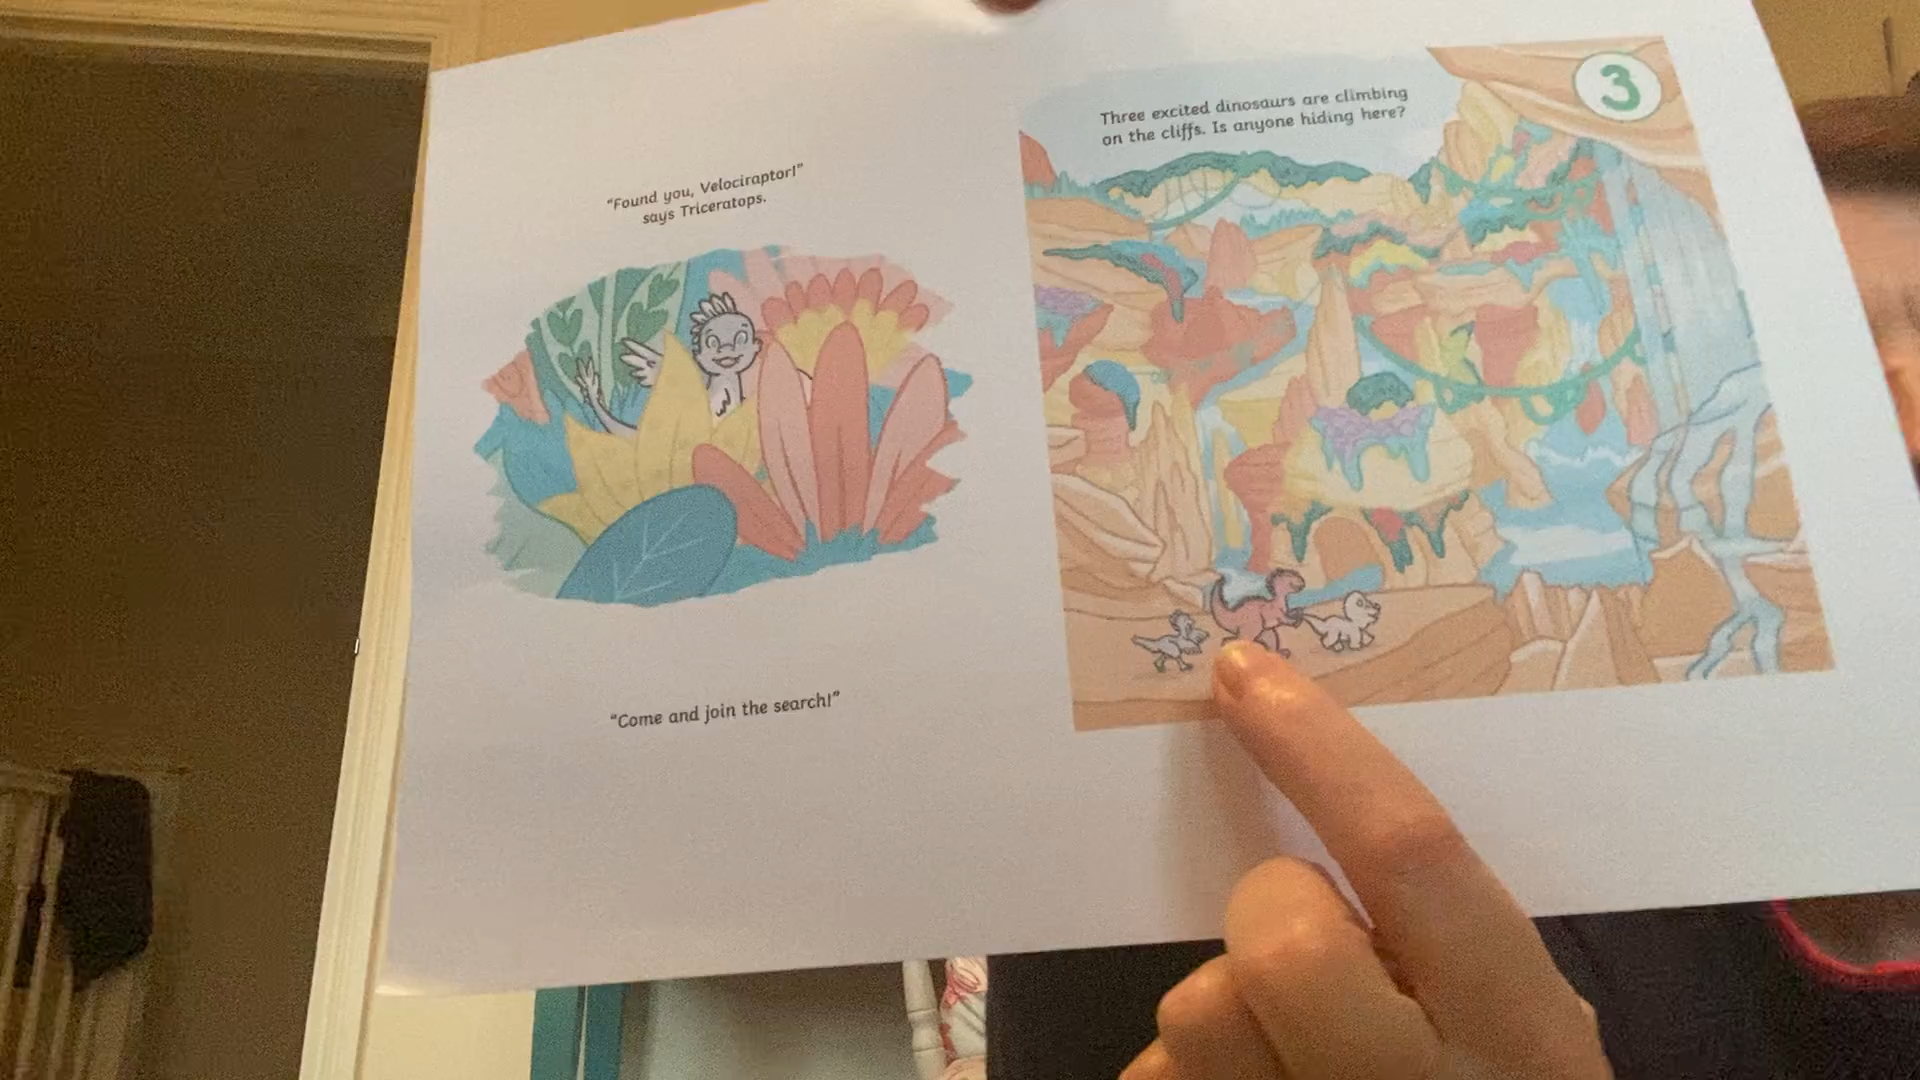 "Found you, Velociraptor!"
says Triceratops.
"Come and join the search!"
Three excited dinosaurs are climbing
on the cliffs. Is anyone hiding here?
3